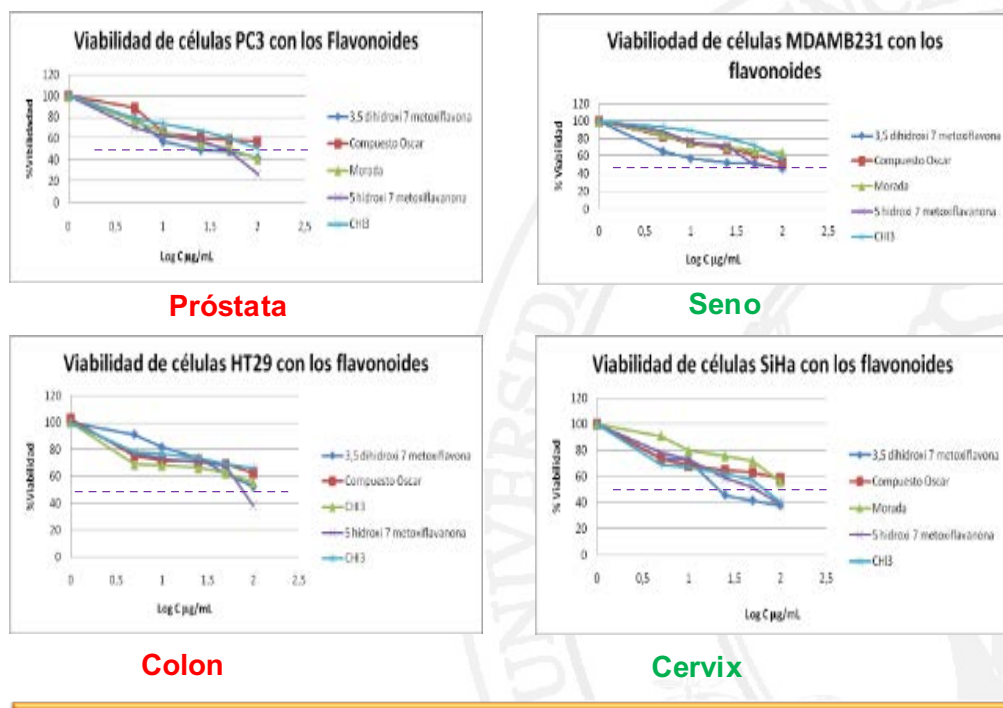 Viabilidad de células PC3 con los Flavonoides
120
100
80
60
40
20
0
%Viabilidad
0 0,5 1 1,5 2 2,5
Log C µg/mL
3,5 dihidroxi 7 metoxiflavona
Compuesto Oscar
Morada
5 hidroxi 7 metoxiflavanona
CHI3
Próstata
Viabiliodad de células MDAMB231 con los
flavonoides
120
100
80
60
40
20
0
% Viabilidad
0 0,5 1 1,5 2 2,5
Log C µg/mL
3,5 dihidroxi 7 metoxiflavona
Compuesto Oscar
Morada
5 hidroxi 7 metoxiflavanona
CHI3
Seno
Viabilidad de células HT29 con los flavonoides
120
100
80
60
40
20
0
% Viabilidad
0 0,5 1 1,5 2 2,5
Log C µg/mL
3,5 dihidroxi 7 metoxiflavona
Compuesto Oscar
CHI3
5 hidroxi 7 metoxiflavanona
CHI3
Colon
Viabilidad de células SiHa con los flavonoides
120
100
80
60
40
20
0
% Viabilidad
0 0,5 1 1,5 2 2,5
Log C µg/mL
3,5 dihidroxi 7 metoxiflavona
Compuesto Oscar
Morada
5 hidroxi 7 metoxiflavanona
CHI3
Cervix